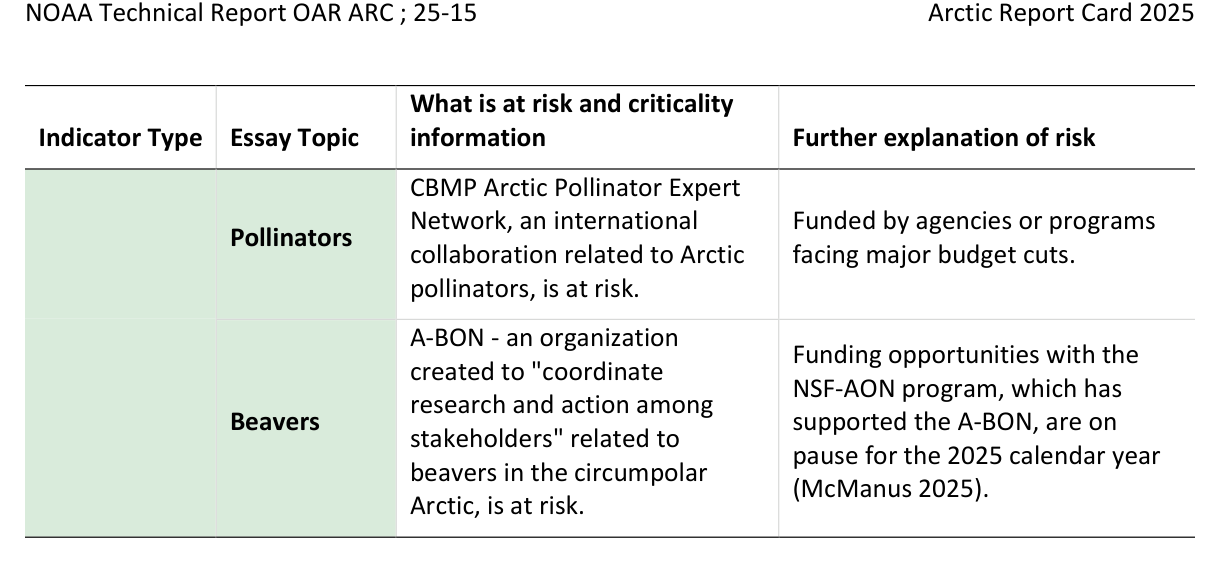 NOAA Technical Report OAR ARC ; 25-15
Arctic Report Card 2025
Indicator Type
Essay Topic
What is at risk and criticality
information
Further explanation of risk
Pollinators
CBMP Arctic Pollinator Expert
Network, an international
collaboration related to Arctic
pollinators, is at risk.
Funded by agencies or programs
facing major budget cuts.
Beavers
A-BON - an organization
created to "coordinate
research and action among
stakeholders" related to
beavers in the circumpolar
Arctic, is at risk.
Funding opportunities with the
NSF-AON program, which has
supported the A-BON, are on
pause for the 2025 calendar year
(McManus 2025).